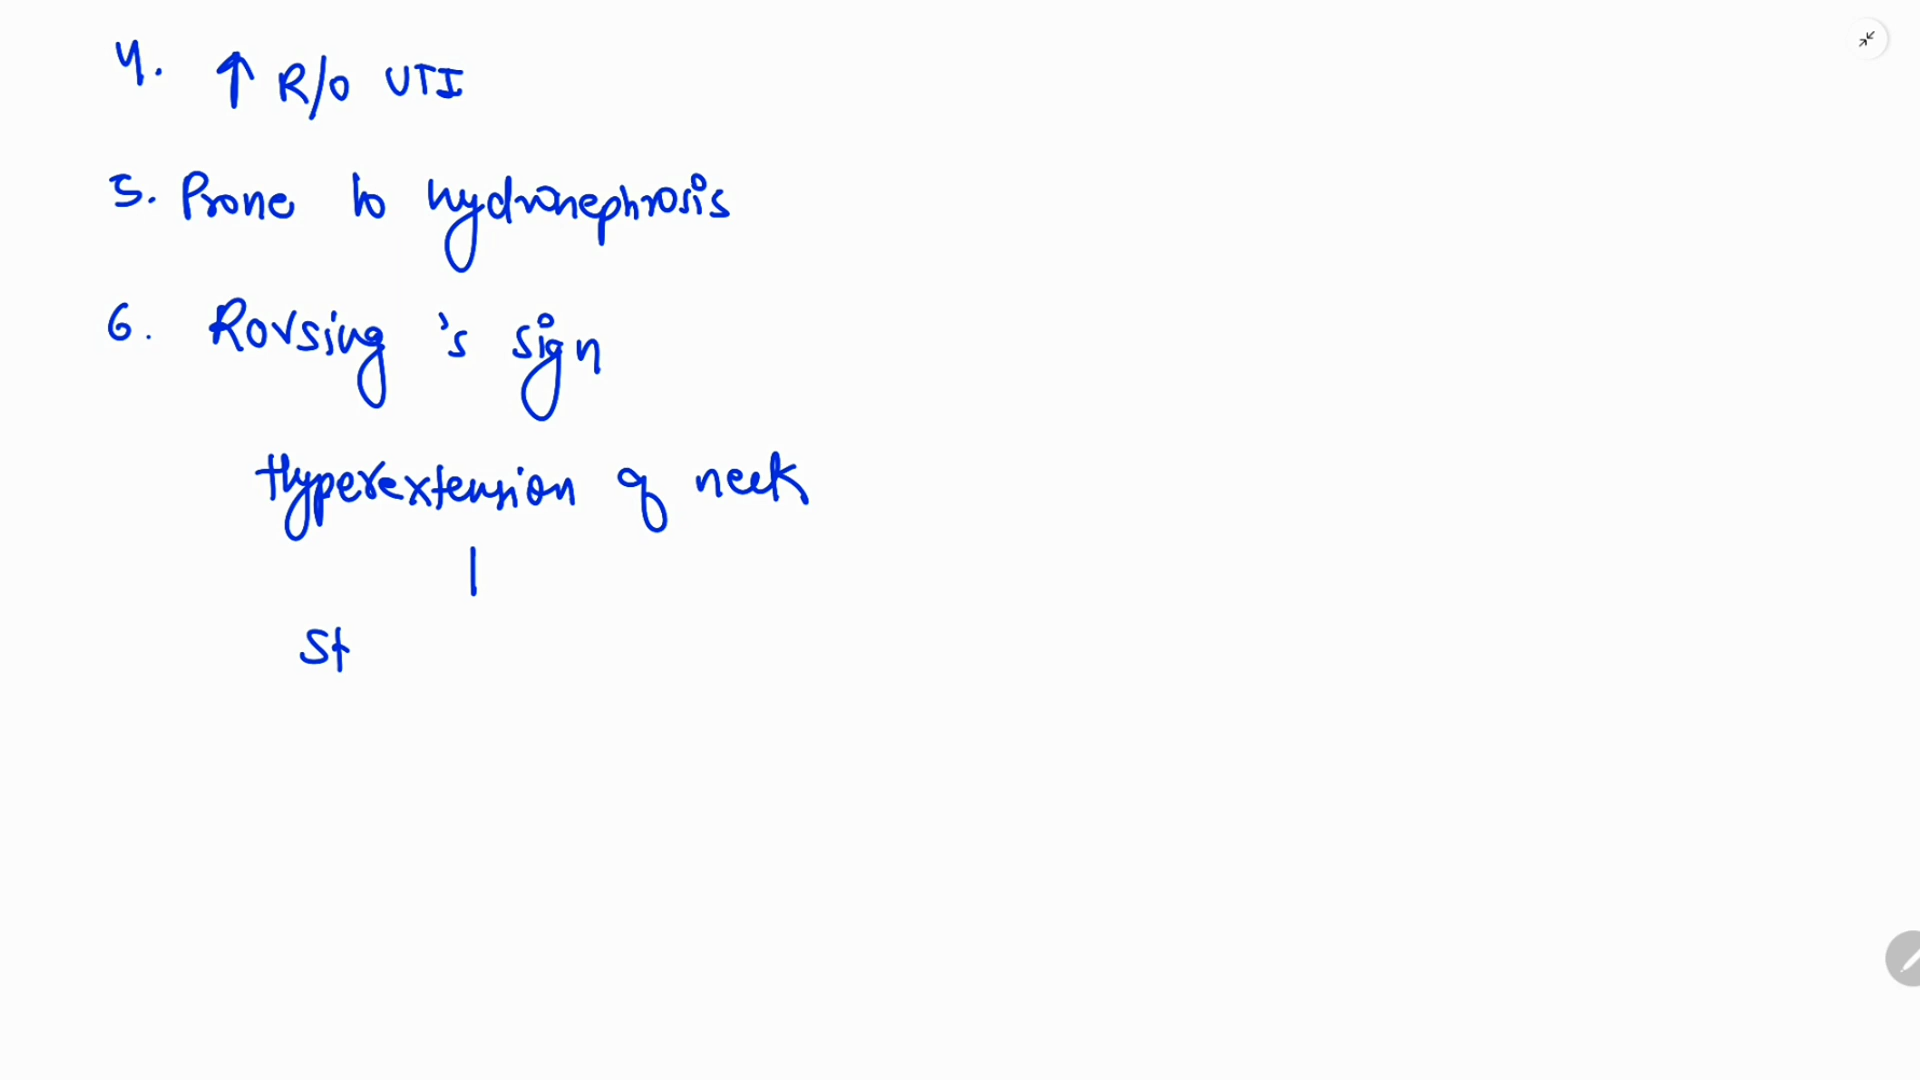 4. ↑ R/o UTI
5. Prone to hydronephrosis
6. Rovsing's sign
Hyperextension of neck
|
St